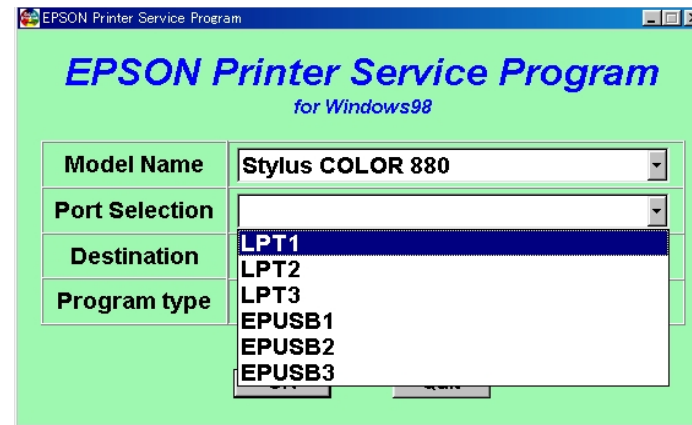 EPSON Printer Service Program
EPSON Printer Service Program
for Windows98
Model Name
Stylus COLOR 880
Port Selection
LPT1
LPT2
LPT3
EPUSB1
EPUSB2
EPUSB3
Destination
Program type